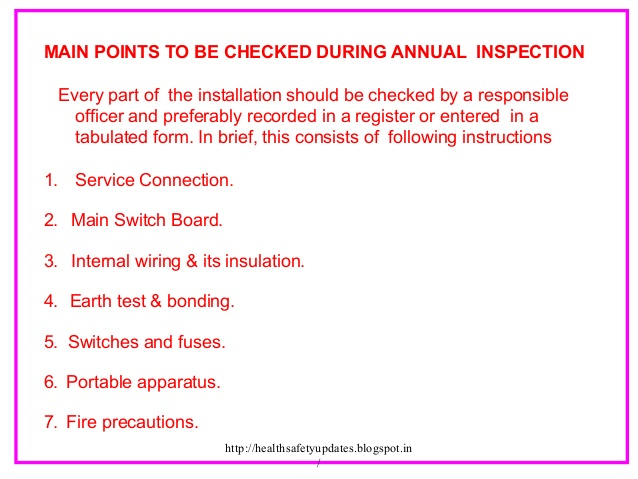 MAIN POINTS TO BE CHECKED DURING ANNUAL INSPECTION
Every part of the installation should be checked by a responsible
officer and preferably recorded in a register or entered in a
tabulated form. In brief, this consists of following instructions
1. Service Connection.
2. Main Switch Board.
3. Internal wiring & its insulation.
4. Earth test & bonding.
5. Switches and fuses.
6. Portable apparatus.
7. Fire precautions.
http://healthsafetyupdates.blogspot.in
/